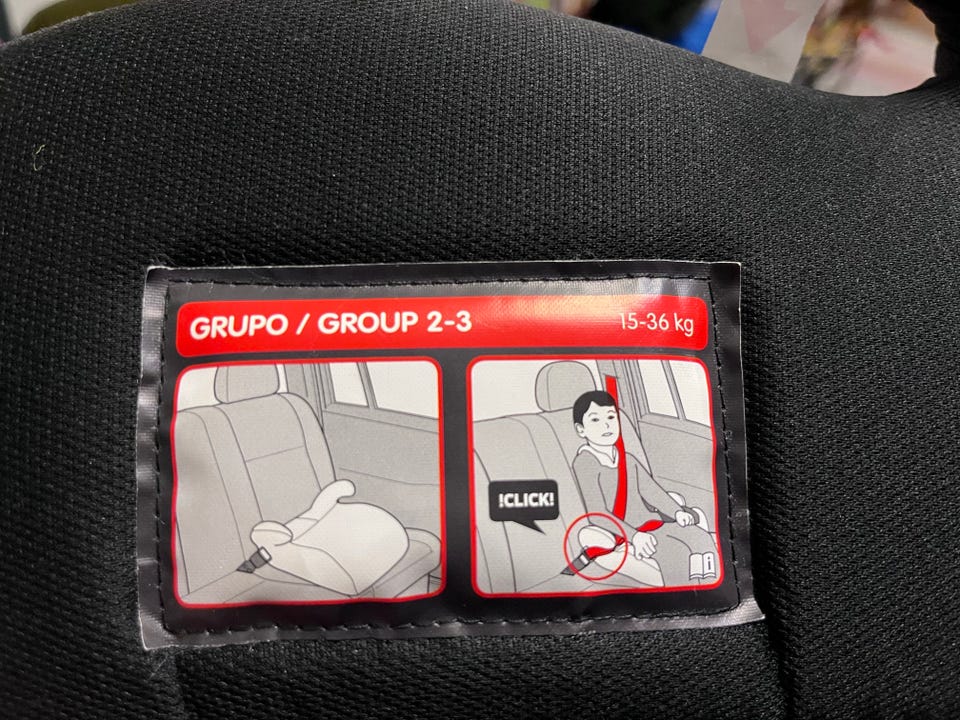 GRUPO / GROUP 2-3
15-36 kg
!CLICK!
i